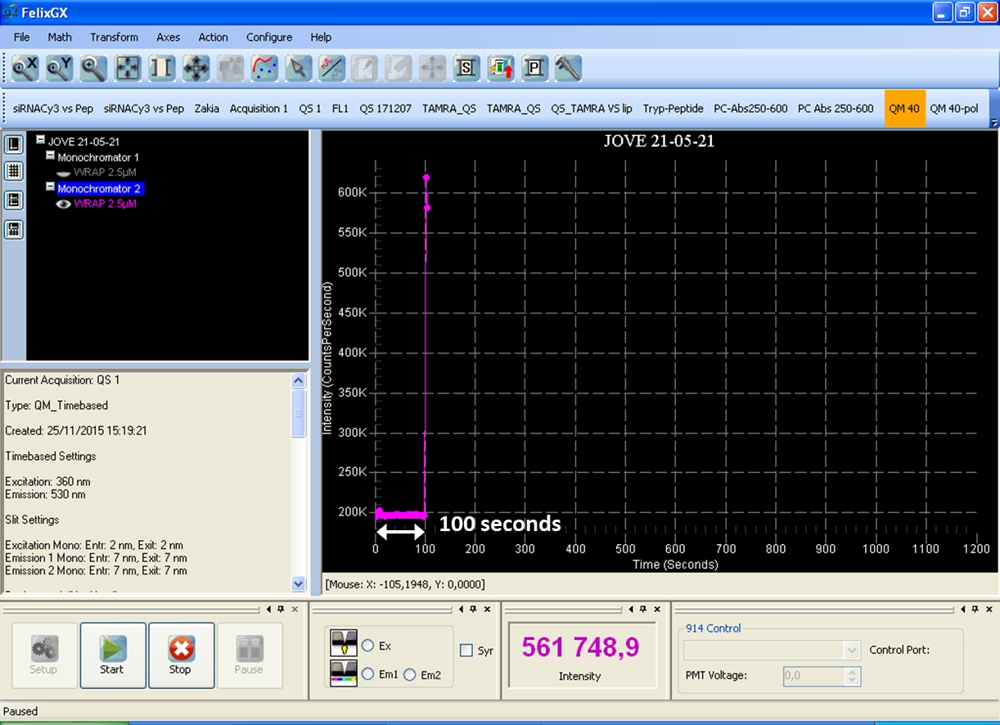 FelixGX
File Math Transform Axes Action Configure Help
X Y S P
siRNACy3 vs Pep siRNACy3 vs Pep Zakia Acquisition 1 QS 1 FL1 QS 171207 TAMRA_QS TAMRA_QS QS_TAMRA VS lip Tryp-Peptide PC-Abs250-600 PC Abs 250-600 QM 40 QM 40-pol
JOVE 21-05-21
Monochromator 1
WRAP 2.5µM
Monochromator 2
WRAP 2.5µM
Current Acquisition: QS 1
Type: QM_Timebased
Created: 25/11/2015 15:19:21
Timebased Settings
Excitation: 360 nm
Emission: 530 nm
Slit Settings
Excitation Mono: Entr: 2 nm, Exit: 2 nm
Emission 1 Mono: Entr: 7 nm, Exit: 7 nm
Emission 2 Mono: Entr: 7 nm, Exit: 7 nm
JOVE 21-05-21
Intensity (CountsPerSecond)
600K
550K
500K
450K
400K
350K
300K
250K
200K
100 seconds
0 100 200 300 400 500 600 700 800 900 1000 1100 1200
Time (Seconds)
[Mouse: X: -105,1948, Y: 0,0000]
Setup Start Stop Pause
Ex
Em1 Em2
Syr
561 748,9
Intensity
914 Control
Control Port:
PMT Voltage: 0,0
Paused